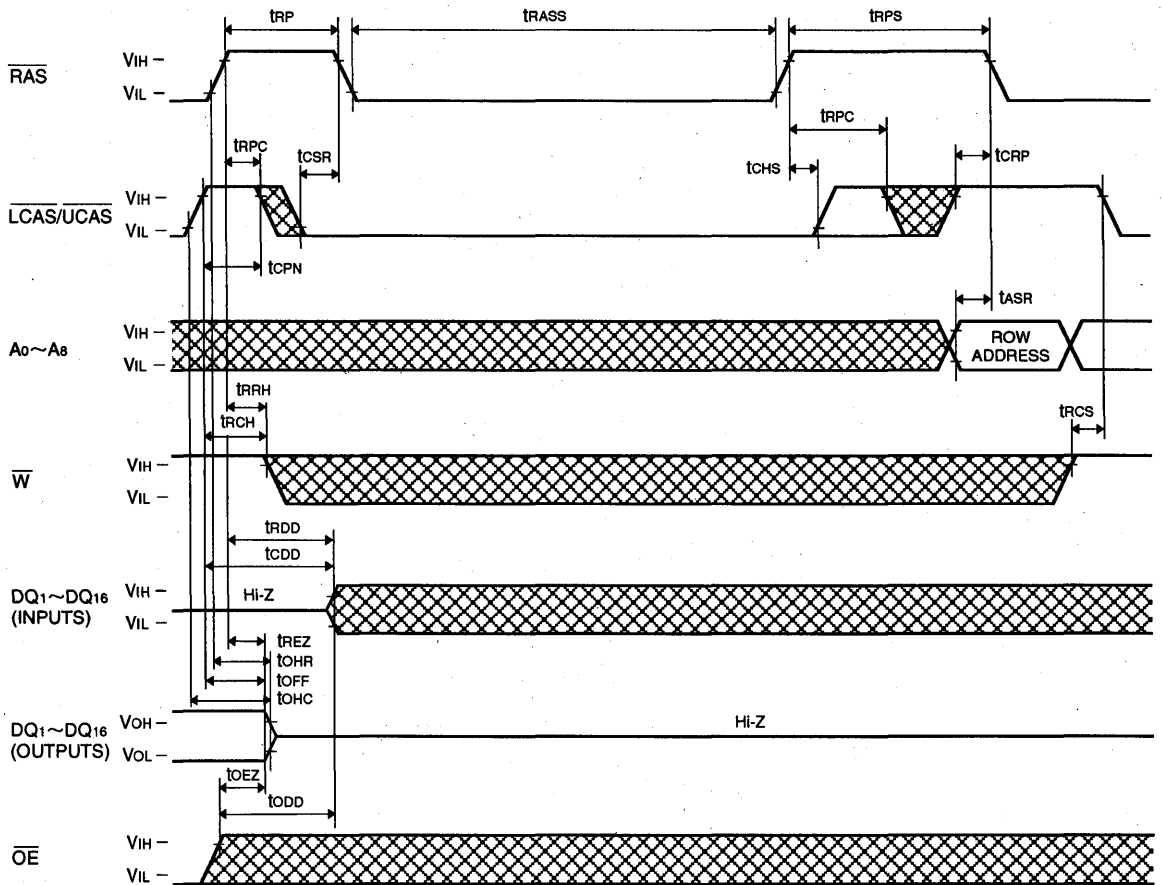 tRP
tRASS
tRPS
RAS
VIH
VIL
tRPC
tCSR
tRPC
tCHS
tCRP
LCAS/UCAS
VIH
VIL
tCPN
tASR
A0~A8
VIH
VIL
ROW
ADDRESS
tRRH
tRCH
tRCS
W
VIH
VIL
tRDD
tCDD
DQ1~DQ16
(INPUTS)
VIH
VIL
Hi-Z
tREZ
tOHR
tOFF
tOHC
DQ1~DQ16
(OUTPUTS)
VOH
VOL
Hi-Z
tOEZ
tODD
OE
VIH
VIL